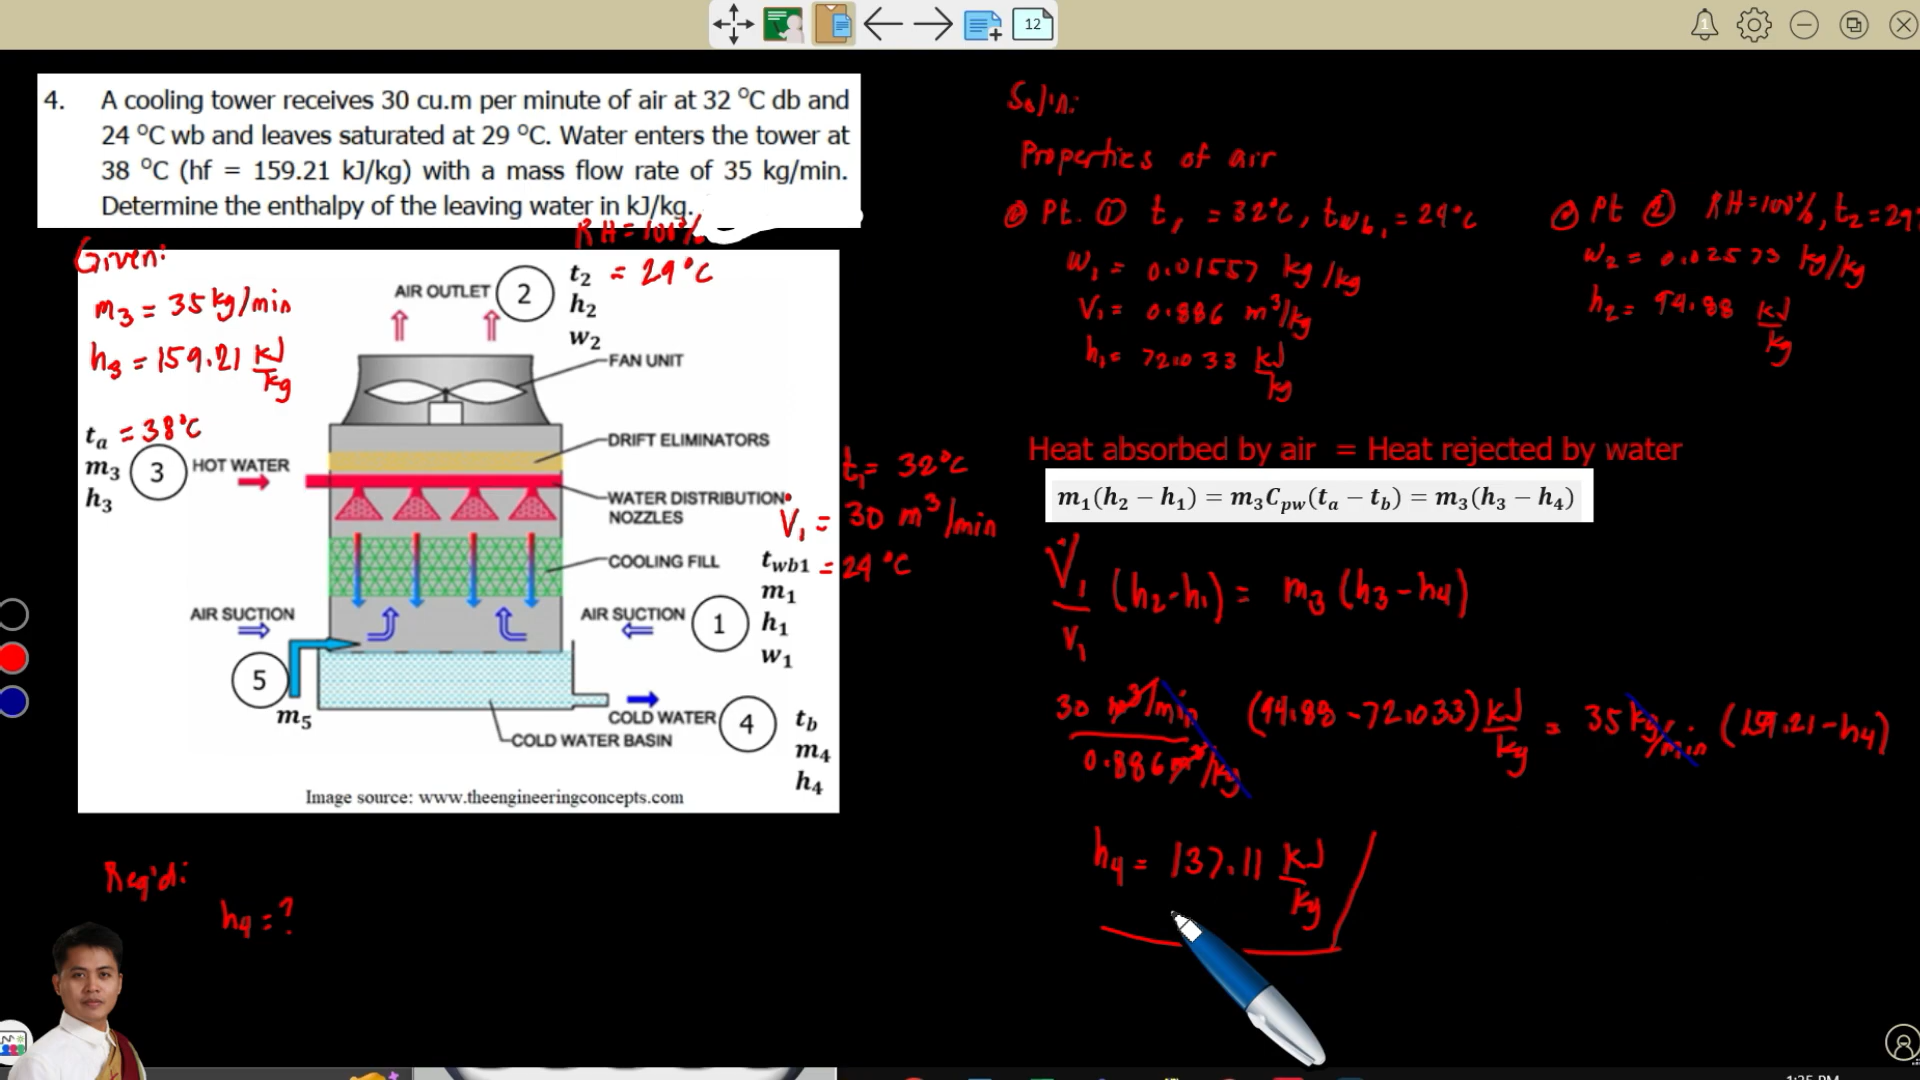 12
1
4. A cooling tower receives 30 cu.m per minute of air at 32 °C db and
24 °C wb and leaves saturated at 29 °C. Water enters the tower at
38 °C (hf = 159.21 kJ/kg) with a mass flow rate of 35 kg/min.
Determine the enthalpy of the leaving water in kJ/kg.
Given:
m3 = 35 kg/min
h3 = 159.21 kJ/kg
ta = 38°C
m3
h3
3
HOT WATER
RH = 100%
AIR OUTLET
2
t2 = 29°C
h2
w2
FAN UNIT
DRIFT ELIMINATORS
WATER DISTRIBUTION
NOZZLES
COOLING FILL
t1 = 32°C
V1 = 30 m³/min
twb1 = 24°C
m1
h1
w1
AIR SUCTION
AIR SUCTION
1
5
m5
COLD WATER
4
tb
m4
h4
COLD WATER BASIN
Image source: www.theengineeringconcepts.com
Req'd:
h4 = ?
Sol'n:
Properties of air
@ Pt. ① t1 = 32°C, twb1 = 24°C
w1 = 0.01557 kg/kg
v1 = 0.886 m³/kg
h1 = 72.033 kJ/kg
@ Pt ② RH=100%, t2=29°
w2 = 0.02573 kg/kg
h2 = 94.88 kJ/kg
Heat absorbed by air = Heat rejected by water
m1(h2 − h1) = m3Cpw(ta − tb) = m3(h3 − h4)
V̇1/v1 (h2-h1) = m3 (h3-h4)
30 m³/min / 0.886 m³/kg (94.88-72.033) kJ/kg = 35 kg/min (159.21-h4)
h4 = 137.11 kJ/kg